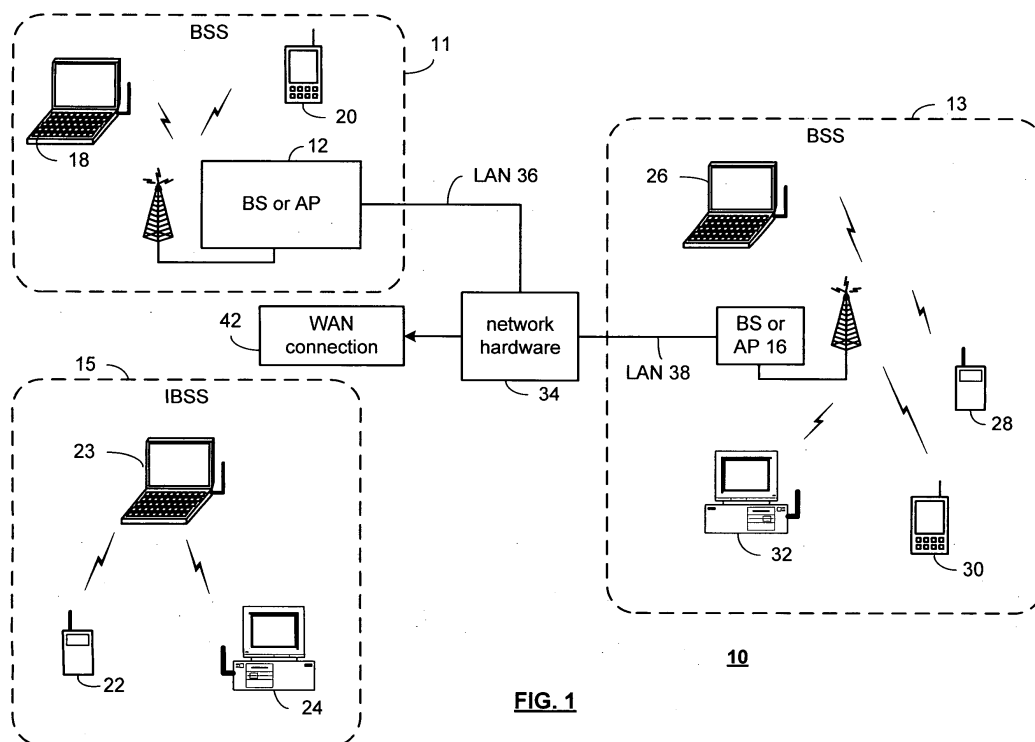 BSS
11
18
20
12
BS or AP
LAN 36
13
BSS
26
42
WAN
connection
network
hardware
34
BS or
AP 16
LAN 38
28
32
30
15
IBSS
23
22
24
10
FIG. 1